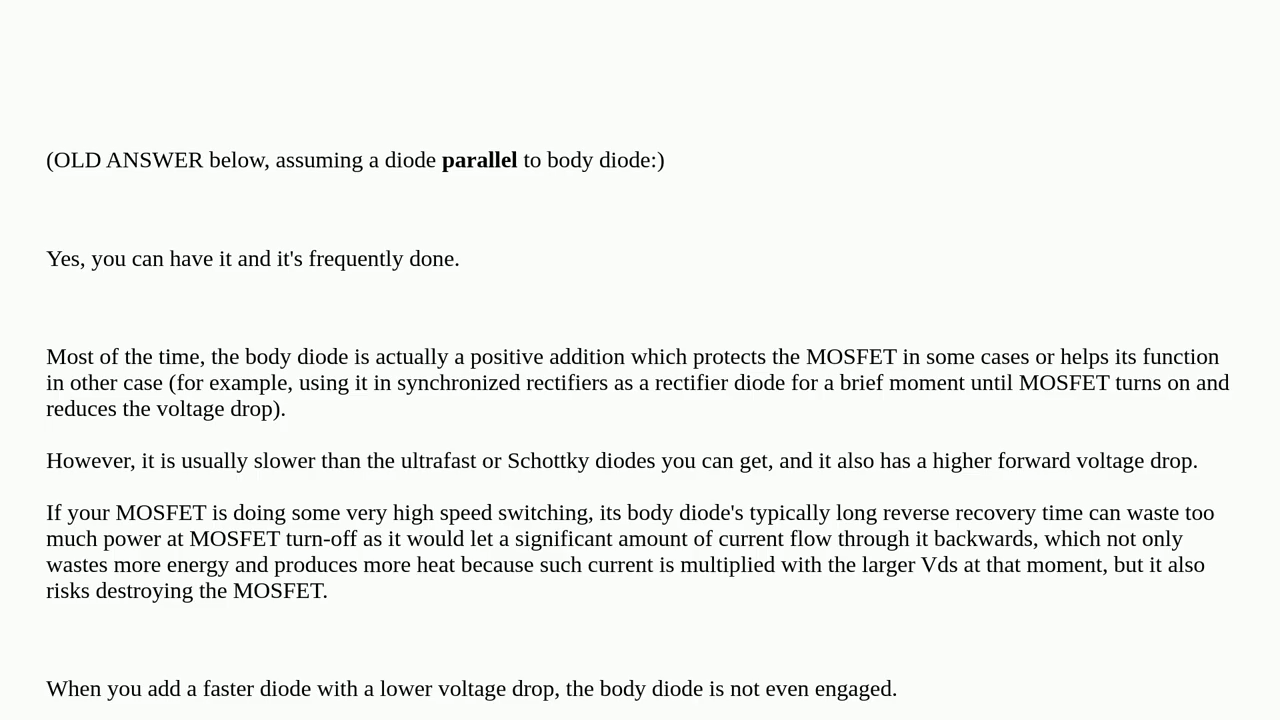 (OLD ANSWER below, assuming a diode parallel to body diode:)
Yes, you can have it and it's frequently done.
Most of the time, the body diode is actually a positive addition which protects the MOSFET in some cases or helps its function
in other case (for example, using it in synchronized rectifiers as a rectifier diode for a brief moment until MOSFET turns on and
reduces the voltage drop).
However, it is usually slower than the ultrafast or Schottky diodes you can get, and it also has a higher forward voltage drop.
If your MOSFET is doing some very high speed switching, its body diode's typically long reverse recovery time can waste too
much power at MOSFET turn-off as it would let a significant amount of current flow through it backwards, which not only
wastes more energy and produces more heat because such current is multiplied with the larger Vds at that moment, but it also
risks destroying the MOSFET.
When you add a faster diode with a lower voltage drop, the body diode is not even engaged.